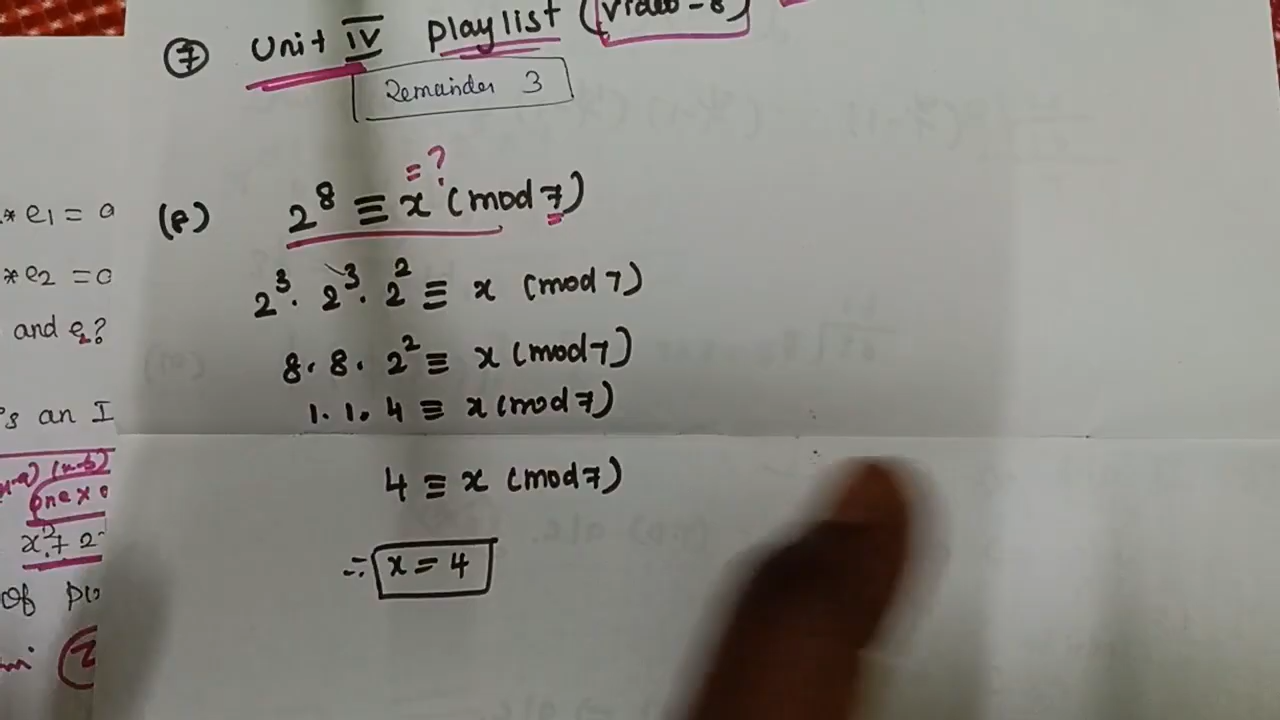 7 Unit IV playlist (Video-8)
Remainder 3
= ?
(P) 2^8 ≡ x (mod 7)
2^3 . 2^3 . 2^2 ≡ x (mod 7)
8 . 8 . 2^2 ≡ x (mod 7)
1 . 1 . 4 ≡ x (mod 7)
4 ≡ x (mod 7)
∴ x = 4
* e1 = a
* e2 = a
and e2?
's an I
one x
x^2 + 2
of